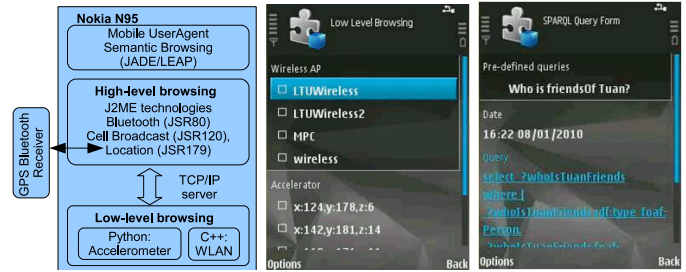 Nokia N95
Mobile UserAgent
Semantic Browsing
(JADE/LEAP)
High-level browsing
J2ME technologies
Bluetooth (JSR80)
Cell Broadcast (JSR120),
Location (JSR179)
GPS Bluetooth
Receiver
TCP/IP
server
Low-level browsing
Python:
Accelerometer
C++:
WLAN
Low Level Browsing
Wireless AP
LTUWireless
LTUWireless2
MPC
wireless
Accelerator
x:124,y:178,z:6
x:142,y:181,z:14
Options
Back
SPARQL Query Form
Pre-defined queries
Who is friendsOf Tuan?
Date
16:22 08/01/2010
Query
select ?whoIsTuanFriends
where {
?whoIsTuanFriends rdf:type foaf:
Person.
?whoIsTuanFriends foaf:
Options
Back